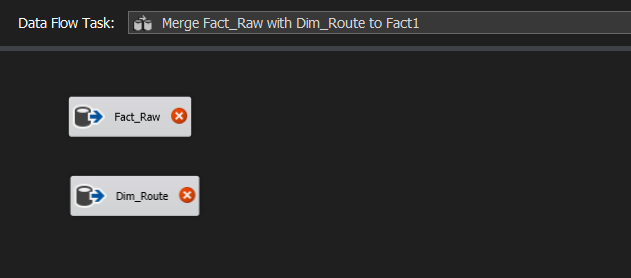 Data Flow Task: Merge Fact_Raw with Dim_Route to Fact1
Fact_Raw
Dim_Route